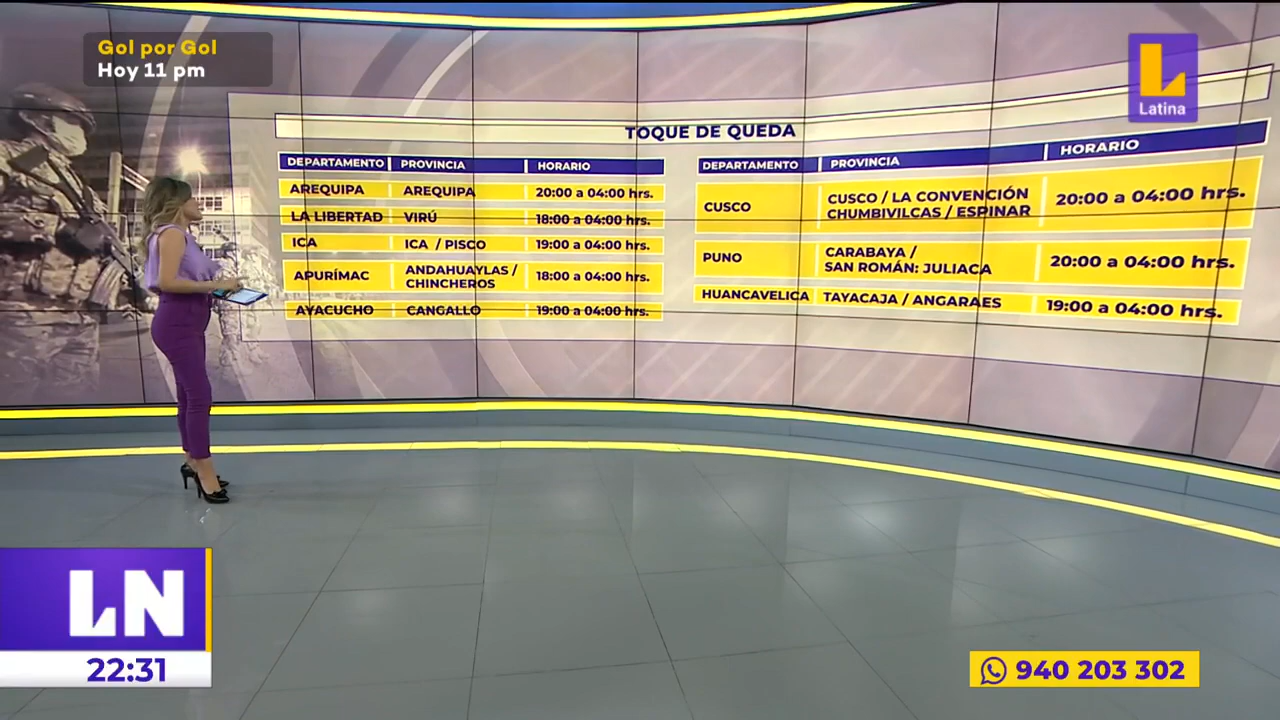 Gol por Gol
Hoy 11 pm
L
Latina
TOQUE DE QUEDA
DEPARTAMENTO PROVINCIA HORARIO
AREQUIPA AREQUIPA 20:00 a 04:00 hrs.
LA LIBERTAD VIRÚ 18:00 a 04:00 hrs.
ICA ICA / PISCO 19:00 a 04:00 hrs.
APURÍMAC ANDAHUAYLAS /
CHINCHEROS 18:00 a 04:00 hrs.
AYACUCHO CANGALLO 19:00 a 04:00 hrs.
DEPARTAMENTO PROVINCIA HORARIO
CUSCO CUSCO / LA CONVENCIÓN
CHUMBIVILCAS / ESPINAR 20:00 a 04:00 hrs.
PUNO CARABAYA /
SAN ROMÁN: JULIACA 20:00 a 04:00 hrs.
HUANCAVELICA TAYACAJA / ANGARAES 19:00 a 04:00 hrs.
LN
22:31
940 203 302